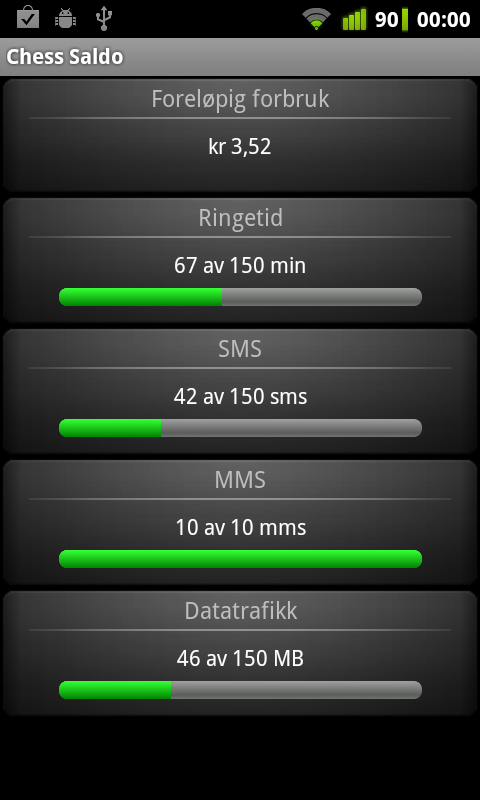 90 00:00
Chess Saldo
Foreløpig forbruk
kr 3,52
Ringetid
67 av 150 min
SMS
42 av 150 sms
MMS
10 av 10 mms
Datatrafikk
46 av 150 MB